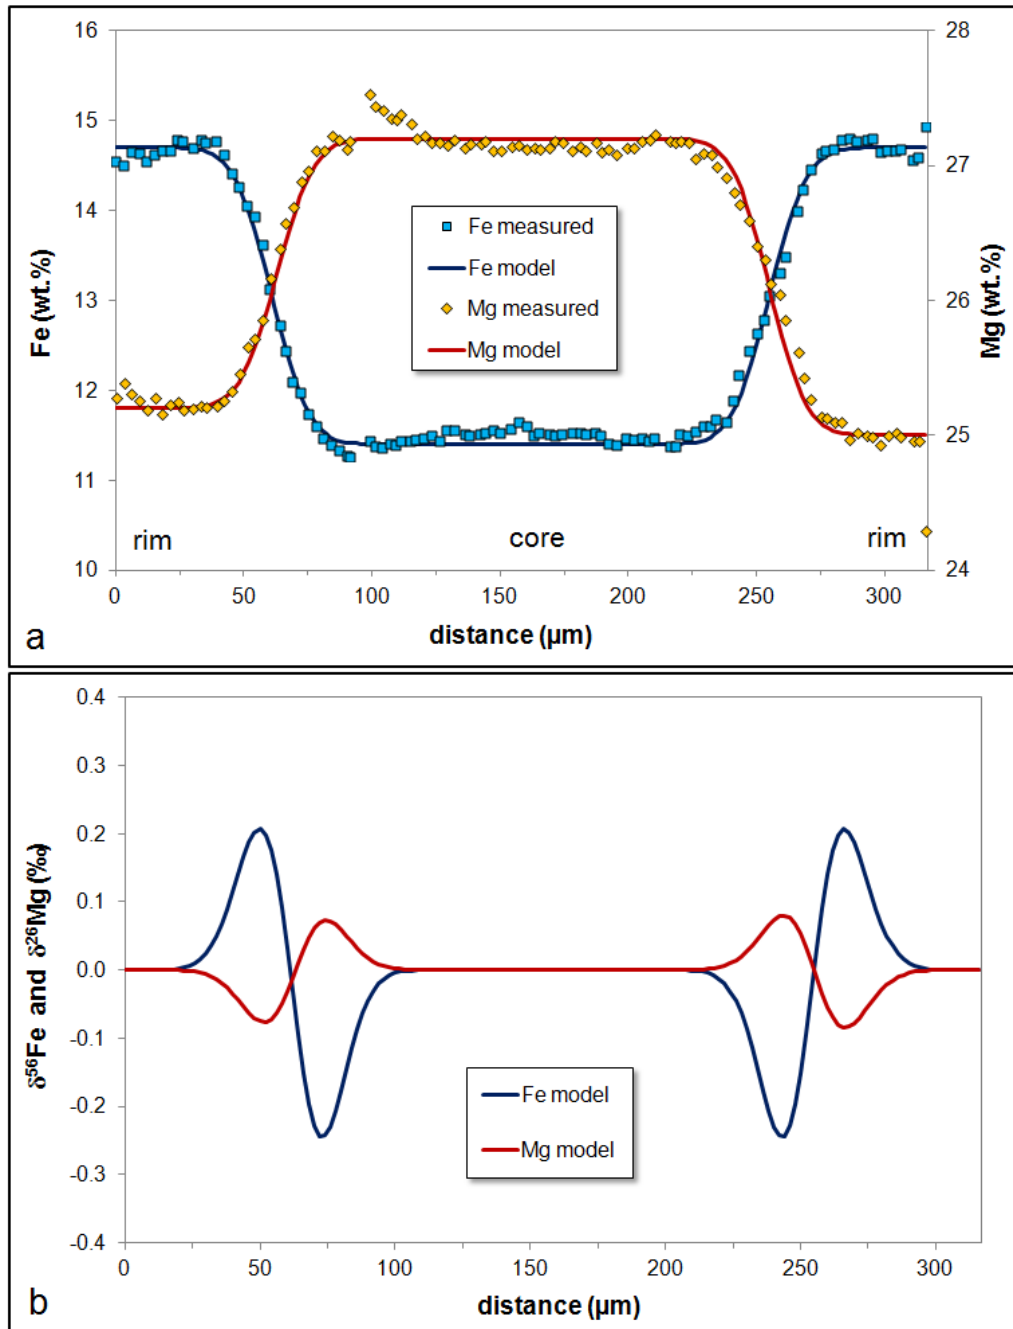 16
28
15
27
14
Fe measured
Fe model
Mg measured
Mg model
Fe (wt.%)
13
26
Mg (wt.%)
12
25
11
rim
core
rim
10
24
0
50
100
150
200
250
300
distance (µm)
a
0.4
0.3
0.2
0.1
δ⁵⁶Fe and δ²⁶Mg (‰)
0.0
-0.1
Fe model
-0.2
Mg model
-0.3
-0.4
0
50
100
150
200
250
300
distance (µm)
b